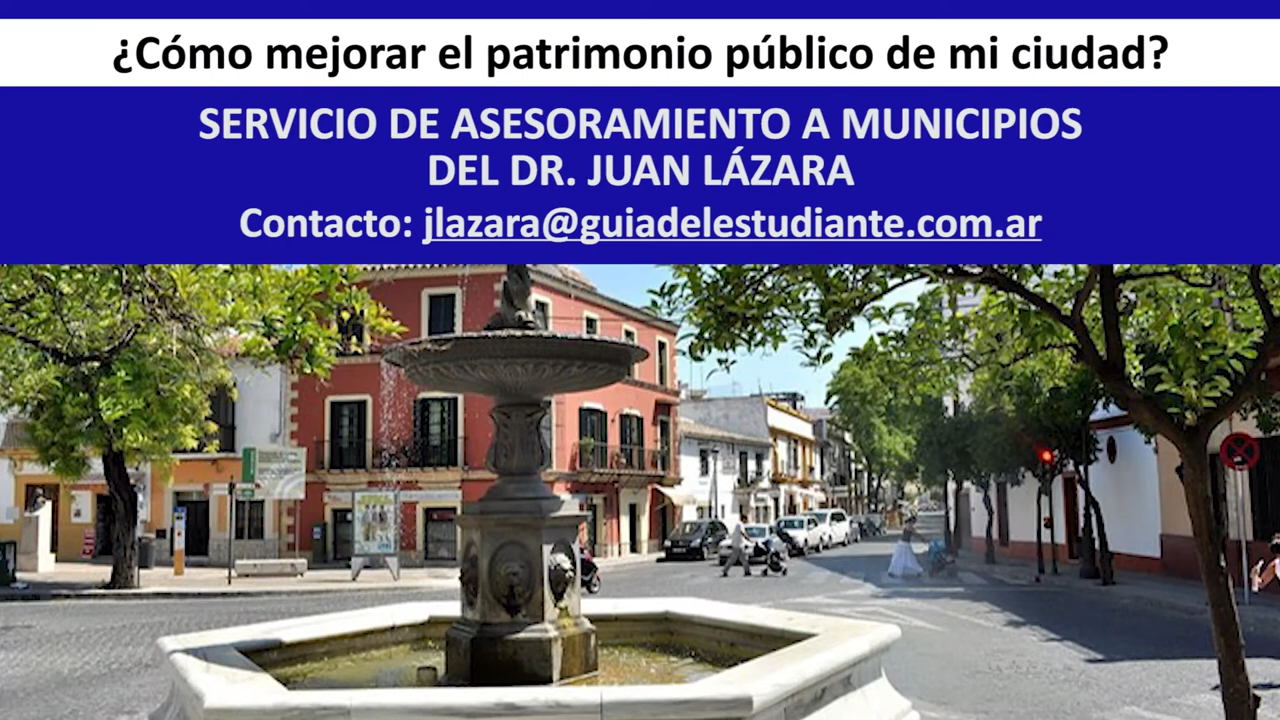 ¿Cómo mejorar el patrimonio público de mi ciudad?
SERVICIO DE ASESORAMIENTO A MUNICIPIOS
DEL DR. JUAN LÁZARA
Contacto: jlazara@guiadelestudiante.com.ar